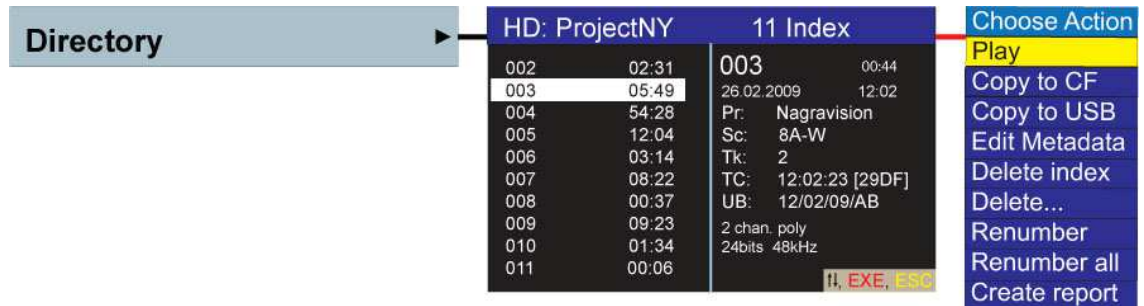 Directory ►
HD: ProjectNY 11 Index
002 02:31
003 05:49
004 54:28
005 12:04
006 03:14
007 08:22
008 00:37
009 09:23
010 01:34
011 00:06
003 00:44
26.02.2009 12:02
Pr: Nagravision
Sc: 8A-W
Tk: 2
TC: 12:02:23 [29DF]
UB: 12/02/09/AB
2 chan. poly
24bits 48kHz
⇅, EXE, ESC
Choose Action
Play
Copy to CF
Copy to USB
Edit Metadata
Delete index
Delete...
Renumber
Renumber all
Create report